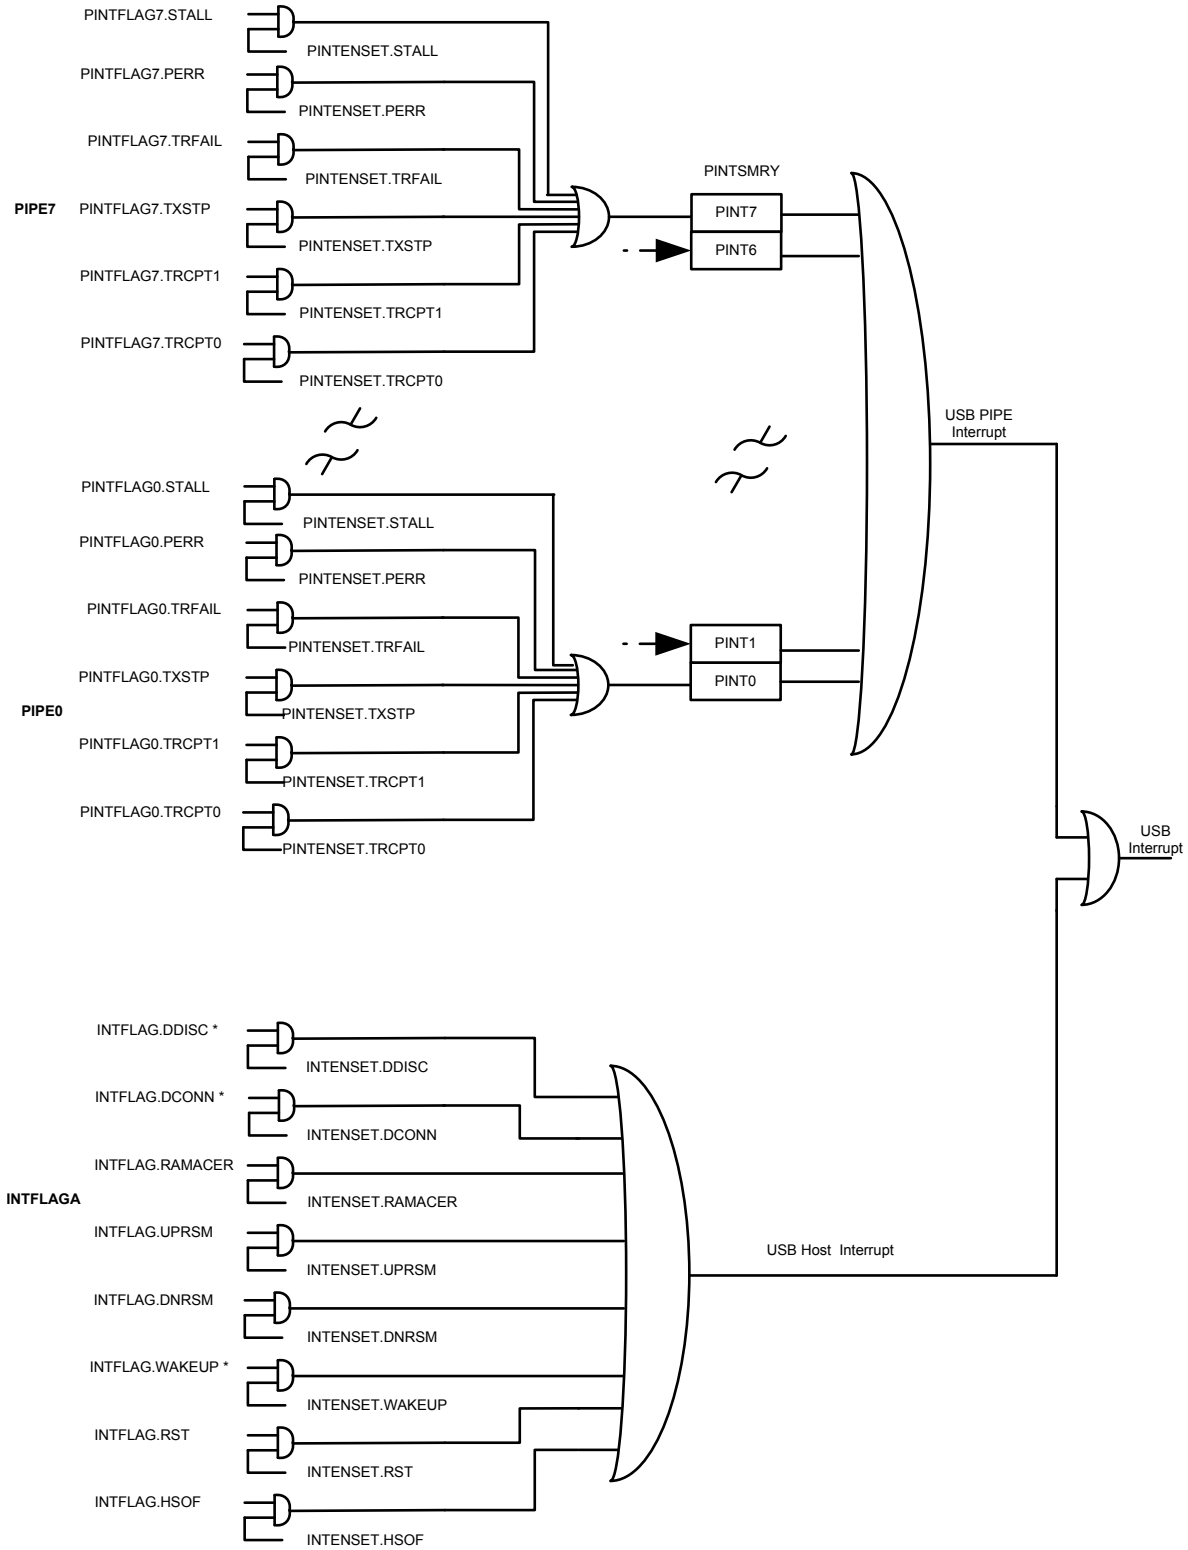 PINTFLAG7.STALL
PINTENSET.STALL
PINTFLAG7.PERR
PINTENSET.PERR
PINTFLAG7.TRFAIL
PINTENSET.TRFAIL
PINTSMRY
PIPE7
PINTFLAG7.TXSTP
PINTENSET.TXSTP
PINT7
PINT6
PINTFLAG7.TRCPT1
PINTENSET.TRCPT1
PINTFLAG7.TRCPT0
PINTENSET.TRCPT0
USB PIPE
Interrupt
PINTFLAG0.STALL
PINTENSET.STALL
PINTFLAG0.PERR
PINTENSET.PERR
PINTFLAG0.TRFAIL
PINTENSET.TRFAIL
PINT1
PINT0
PINTFLAG0.TXSTP
PINTENSET.TXSTP
PIPE0
PINTFLAG0.TRCPT1
PINTENSET.TRCPT1
PINTFLAG0.TRCPT0
PINTENSET.TRCPT0
USB
Interrupt
INTFLAG.DDISC *
INTENSET.DDISC
INTFLAG.DCONN *
INTENSET.DCONN
INTFLAG.RAMACER
INTENSET.RAMACER
INTFLAGA
INTFLAG.UPRSM
INTENSET.UPRSM
USB Host Interrupt
INTFLAG.DNRSM
INTENSET.DNRSM
INTFLAG.WAKEUP *
INTENSET.WAKEUP
INTFLAG.RST
INTENSET.RST
INTFLAG.HSOF
INTENSET.HSOF